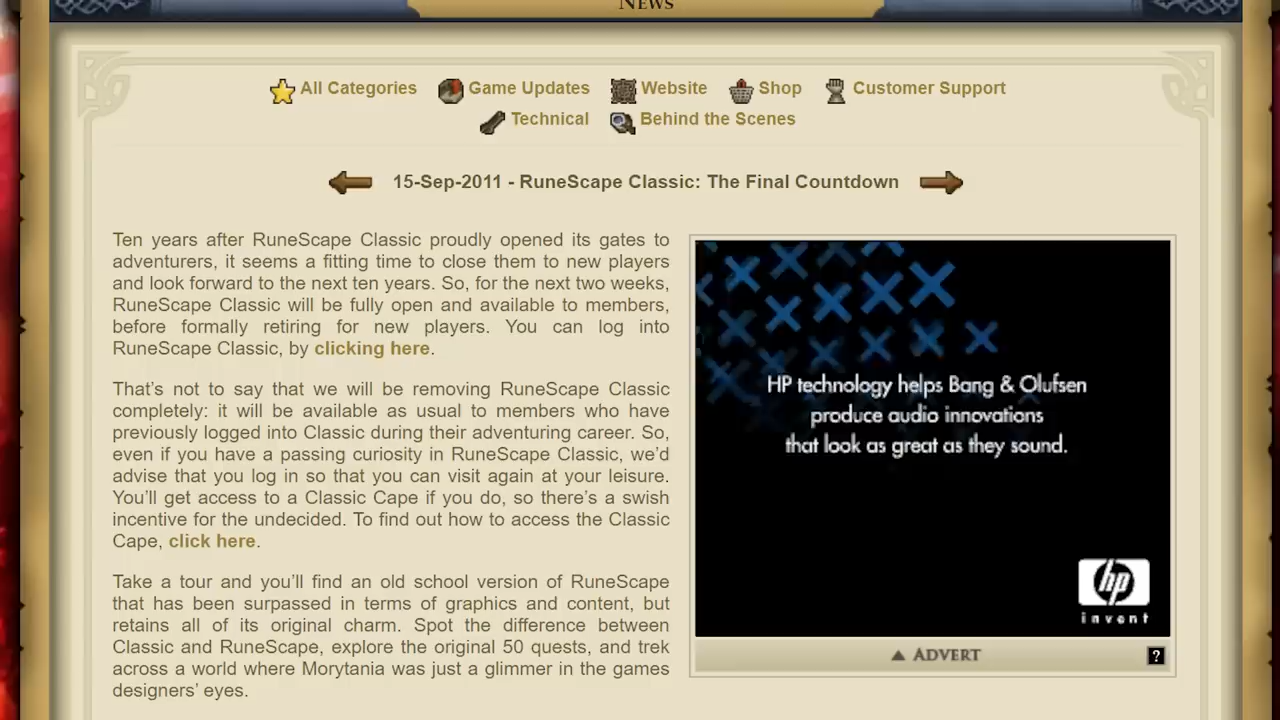 NEWS
All Categories Game Updates Website Shop Customer Support
Technical Behind the Scenes
15-Sep-2011 - RuneScape Classic: The Final Countdown
Ten years after RuneScape Classic proudly opened its gates to
adventurers, it seems a fitting time to close them to new players
and look forward to the next ten years. So, for the next two weeks,
RuneScape Classic will be fully open and available to members,
before formally retiring for new players. You can log into
RuneScape Classic, by clicking here.
That's not to say that we will be removing RuneScape Classic
completely: it will be available as usual to members who have
previously logged into Classic during their adventuring career. So,
even if you have a passing curiosity in RuneScape Classic, we'd
advise that you log in so that you can visit again at your leisure.
You'll get access to a Classic Cape if you do, so there's a swish
incentive for the undecided. To find out how to access the Classic
Cape, click here.
Take a tour and you'll find an old school version of RuneScape
that has been surpassed in terms of graphics and content, but
retains all of its original charm. Spot the difference between
Classic and RuneScape, explore the original 50 quests, and trek
across a world where Morytania was just a glimmer in the games
designers' eyes.
HP technology helps Bang & Olufsen
produce audio innovations
that look as great as they sound.
hp
invent
ADVERT ?